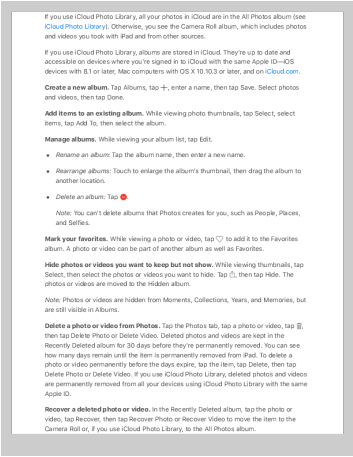 If you use iCloud Photo Library, all your photos in iCloud are in the All Photos album (see
iCloud Photo Library). Otherwise, you see the Camera Roll album, which includes photos
and videos you took with iPad and from other sources.
If you use iCloud Photo Library, albums are stored in iCloud. They're up to date and
accessible on devices where you're signed in to iCloud with the same Apple ID—iOS
devices with 8.1 or later, Mac computers with OS X 10.10.3 or later, and on iCloud.com.
Create a new album. Tap Albums, tap +, enter a name, then tap Save. Select photos
and videos, then tap Done.
Add items to an existing album. While viewing photo thumbnails, tap Select, select
items, tap Add To, then select the album.
Manage albums. While viewing your album list, tap Edit.
• Rename an album: Tap the album name, then enter a new name.
• Rearrange albums: Touch to enlarge the album's thumbnail, then drag the album to
another location.
• Delete an album: Tap .
Note: You can't delete albums that Photos creates for you, such as People, Places,
and Selfies.
Mark your favorites. While viewing a photo or video, tap ♡ to add it to the Favorites
album. A photo or video can be part of another album as well as Favorites.
Hide photos or videos you want to keep but not show. While viewing thumbnails, tap
Select, then select the photos or videos you want to hide. Tap , then tap Hide. The
photos or videos are moved to the Hidden album.
Note: Photos or videos are hidden from Moments, Collections, Years, and Memories, but
are still visible in Albums.
Delete a photo or video from Photos. Tap the Photos tab, tap a photo or video, tap ,
then tap Delete Photo or Delete Video. Deleted photos and videos are kept in the
Recently Deleted album for 30 days before they're permanently removed. You can see
how many days remain until the item is permanently removed from iPad. To delete a
photo or video permanently before the days expire, tap the item, tap Delete, then tap
Delete Photo or Delete Video. If you use iCloud Photo Library, deleted photos and videos
are permanently removed from all your devices using iCloud Photo Library with the same
Apple ID.
Recover a deleted photo or video. In the Recently Deleted album, tap the photo or
video, tap Recover, then tap Recover Photo or Recover Video to move the item to the
Camera Roll or, if you use iCloud Photo Library, to the All Photos album.